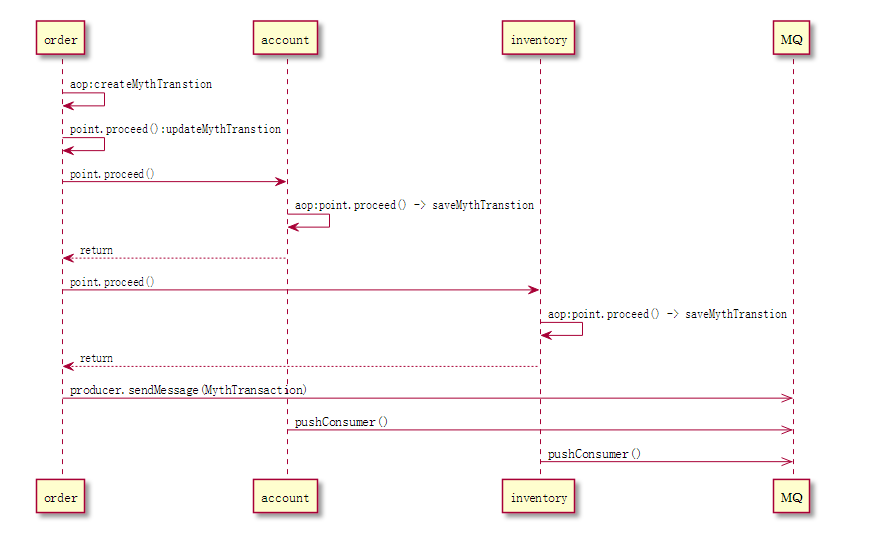 order account inventory MQ
aop:createMythTranstion
point.proceed():updateMythTranstion
point.proceed()
aop:point.proceed() -> saveMythTranstion
return
point.proceed()
aop:point.proceed() -> saveMythTranstion
return
producer.sendMessage(MythTransaction)
pushConsumer()
pushConsumer()
order account inventory MQ